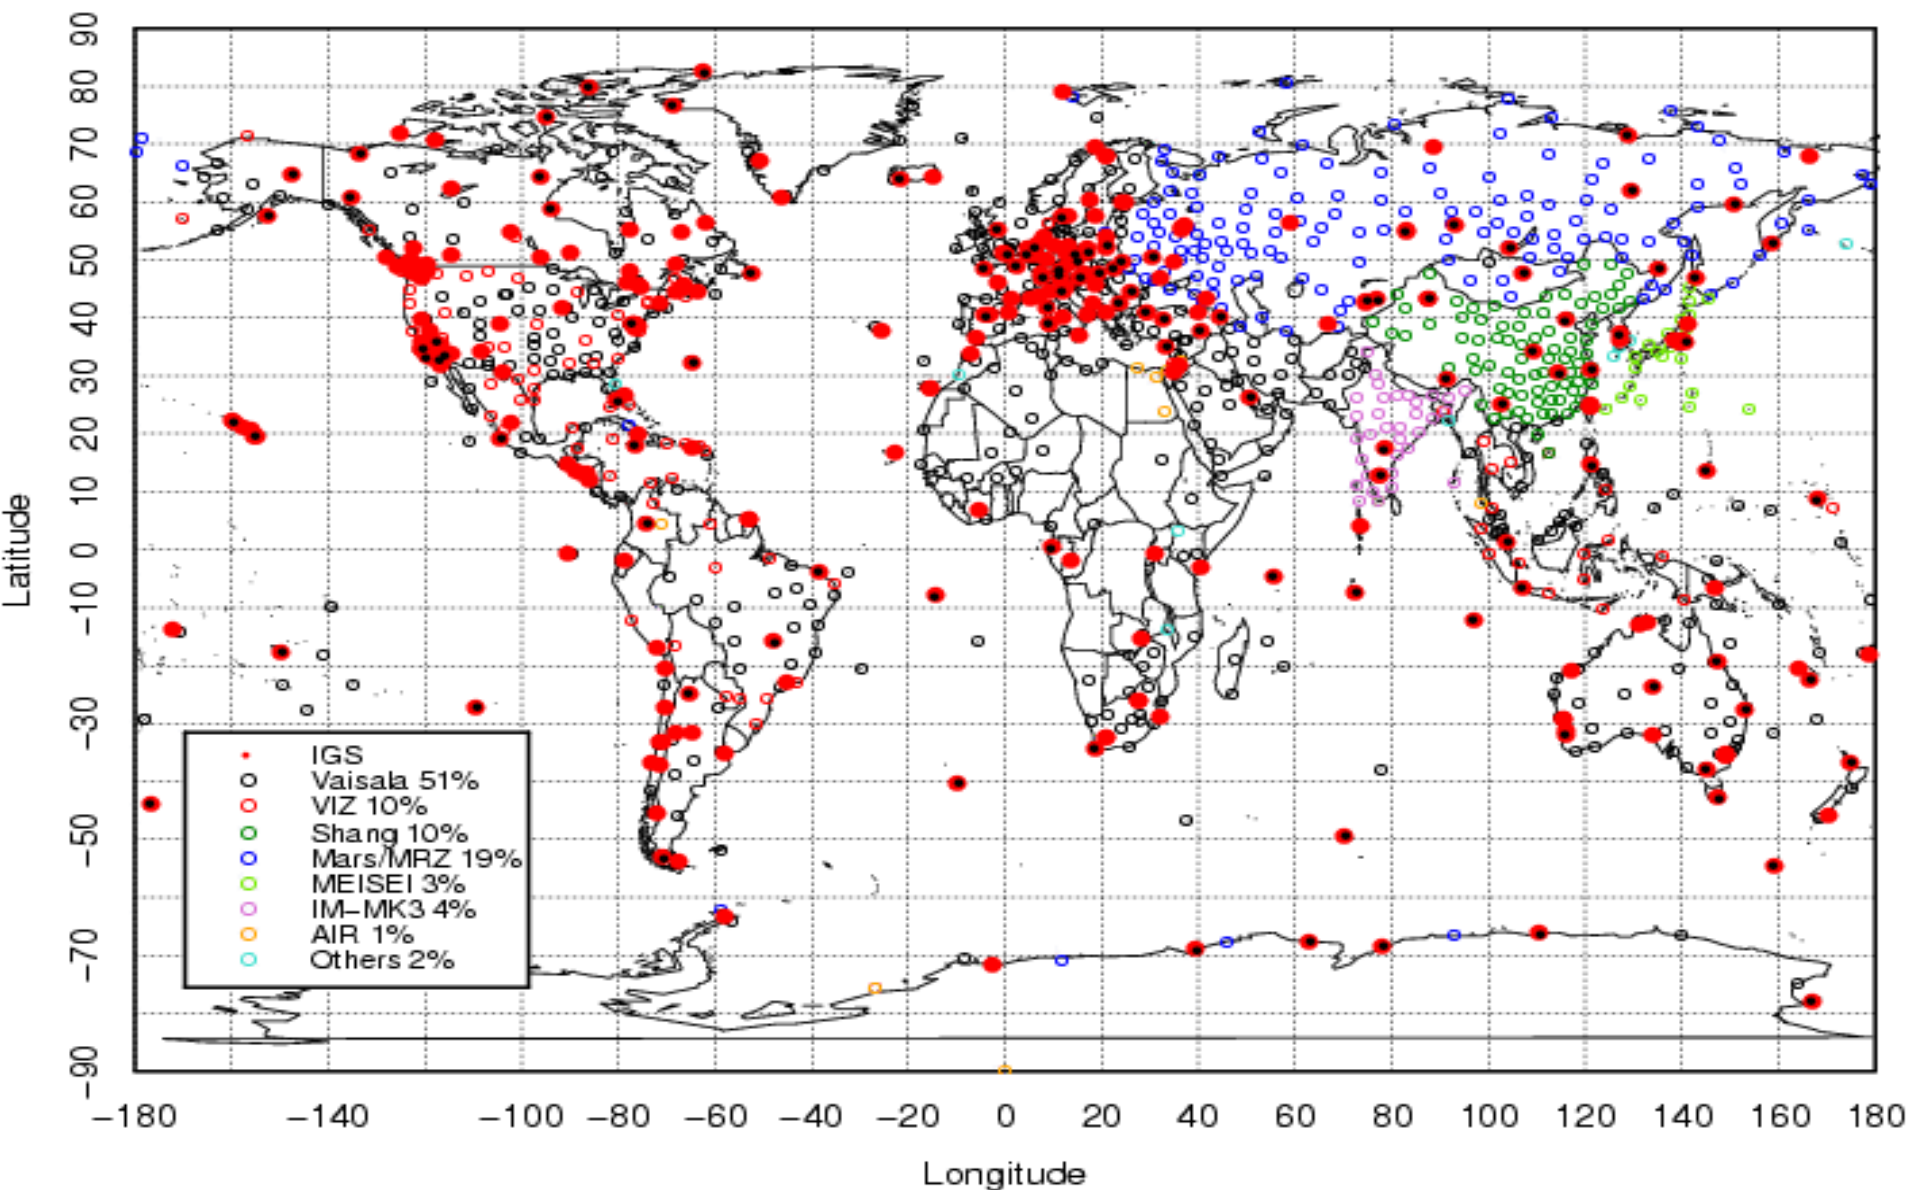 90
80
70
60
50
40
30
20
10
0
−10
−30
−50
−70
−90
Latitude
IGS
Vaisala 51%
VIZ 10%
Shang 10%
Mars/MRZ 19%
MEISEI 3%
IM−MK3 4%
AIR 1%
Others 2%
−180 −140 −100 −80 −60 −40 −20 0 20 40 60 80 100 120 140 160 180
Longitude